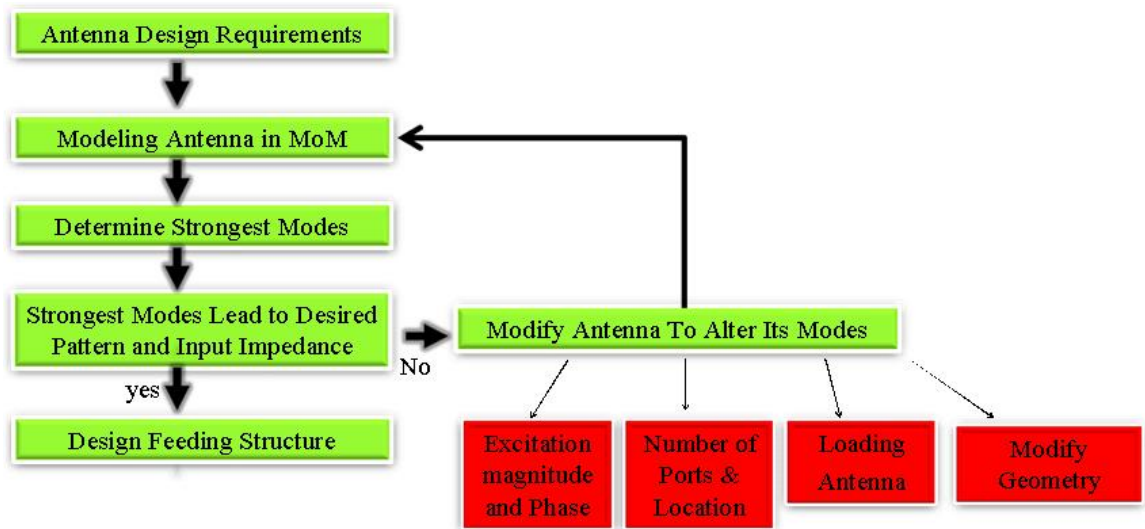 Antenna Design Requirements
Modeling Antenna in MoM
Determine Strongest Modes
Strongest Modes Lead to Desired
Pattern and Input Impedance
No
yes
Design Feeding Structure
Modify Antenna To Alter Its Modes
Excitation
magnitude
and Phase
Number of
Ports &
Location
Loading
Antenna
Modify
Geometry